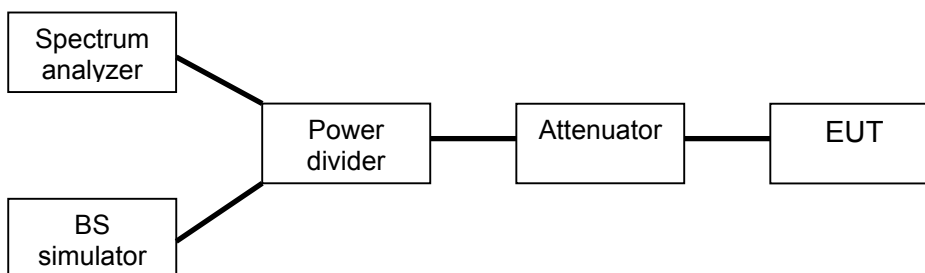 Spectrum
analyzer
Power
divider
Attenuator
EUT
BS
simulator